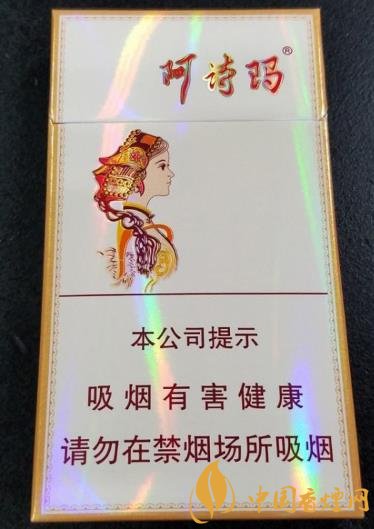 阿诗玛®
本公司提示
吸烟有害健康
请勿在禁烟场所吸烟
中国香烟网